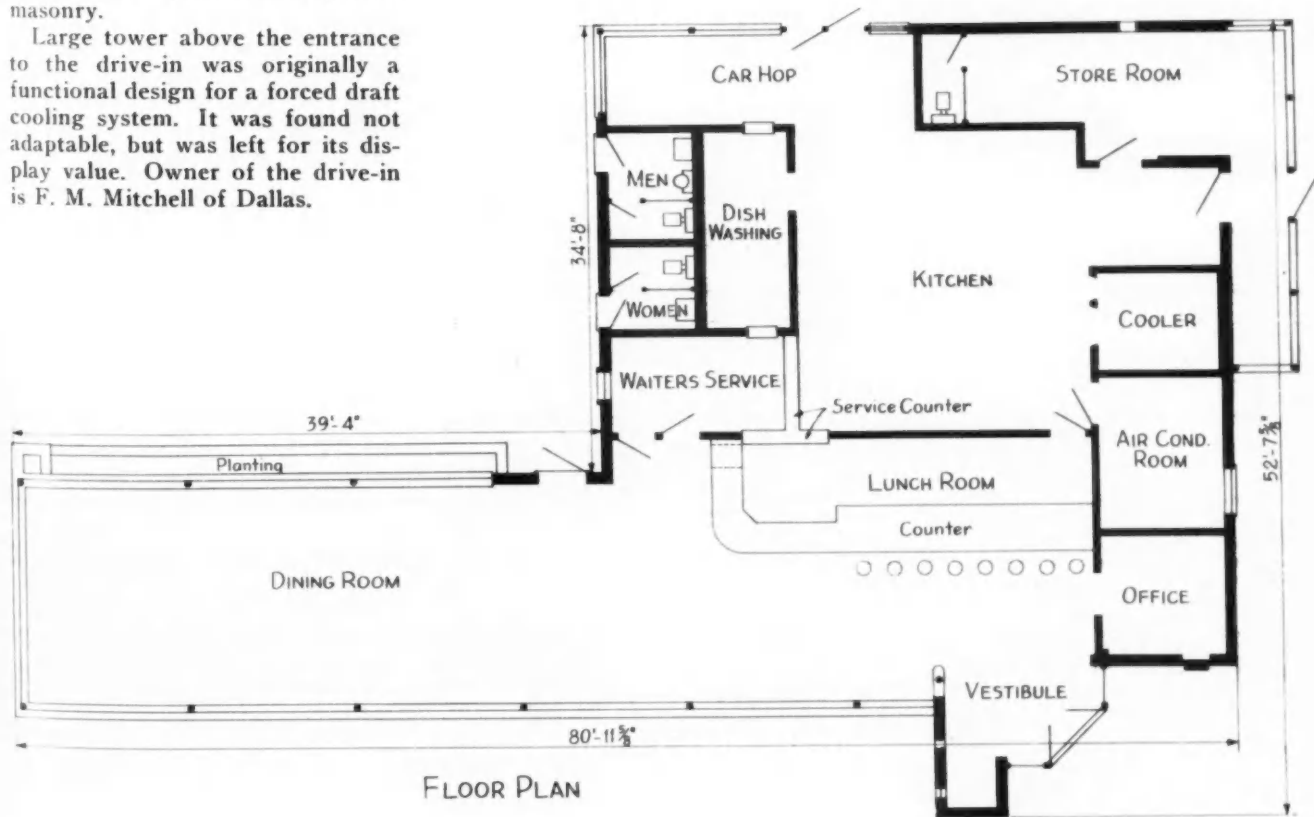 masonry.
Large tower above the entrance
to the drive-in was originally a
functional design for a forced draft
cooling system. It was found not
adaptable, but was left for its dis-
play value. Owner of the drive-in
is F. M. Mitchell of Dallas.
CAR HOP
STORE ROOM
MEN
DISH
WASHING
34'-8"
KITCHEN
WOMEN
COOLER
WAITERS SERVICE
Service Counter
39'-4"
AIR COND.
ROOM
Planting
LUNCH ROOM
52'-7 5/8"
Counter
DINING ROOM
OFFICE
VESTIBULE
80'-11 5/8"
FLOOR PLAN